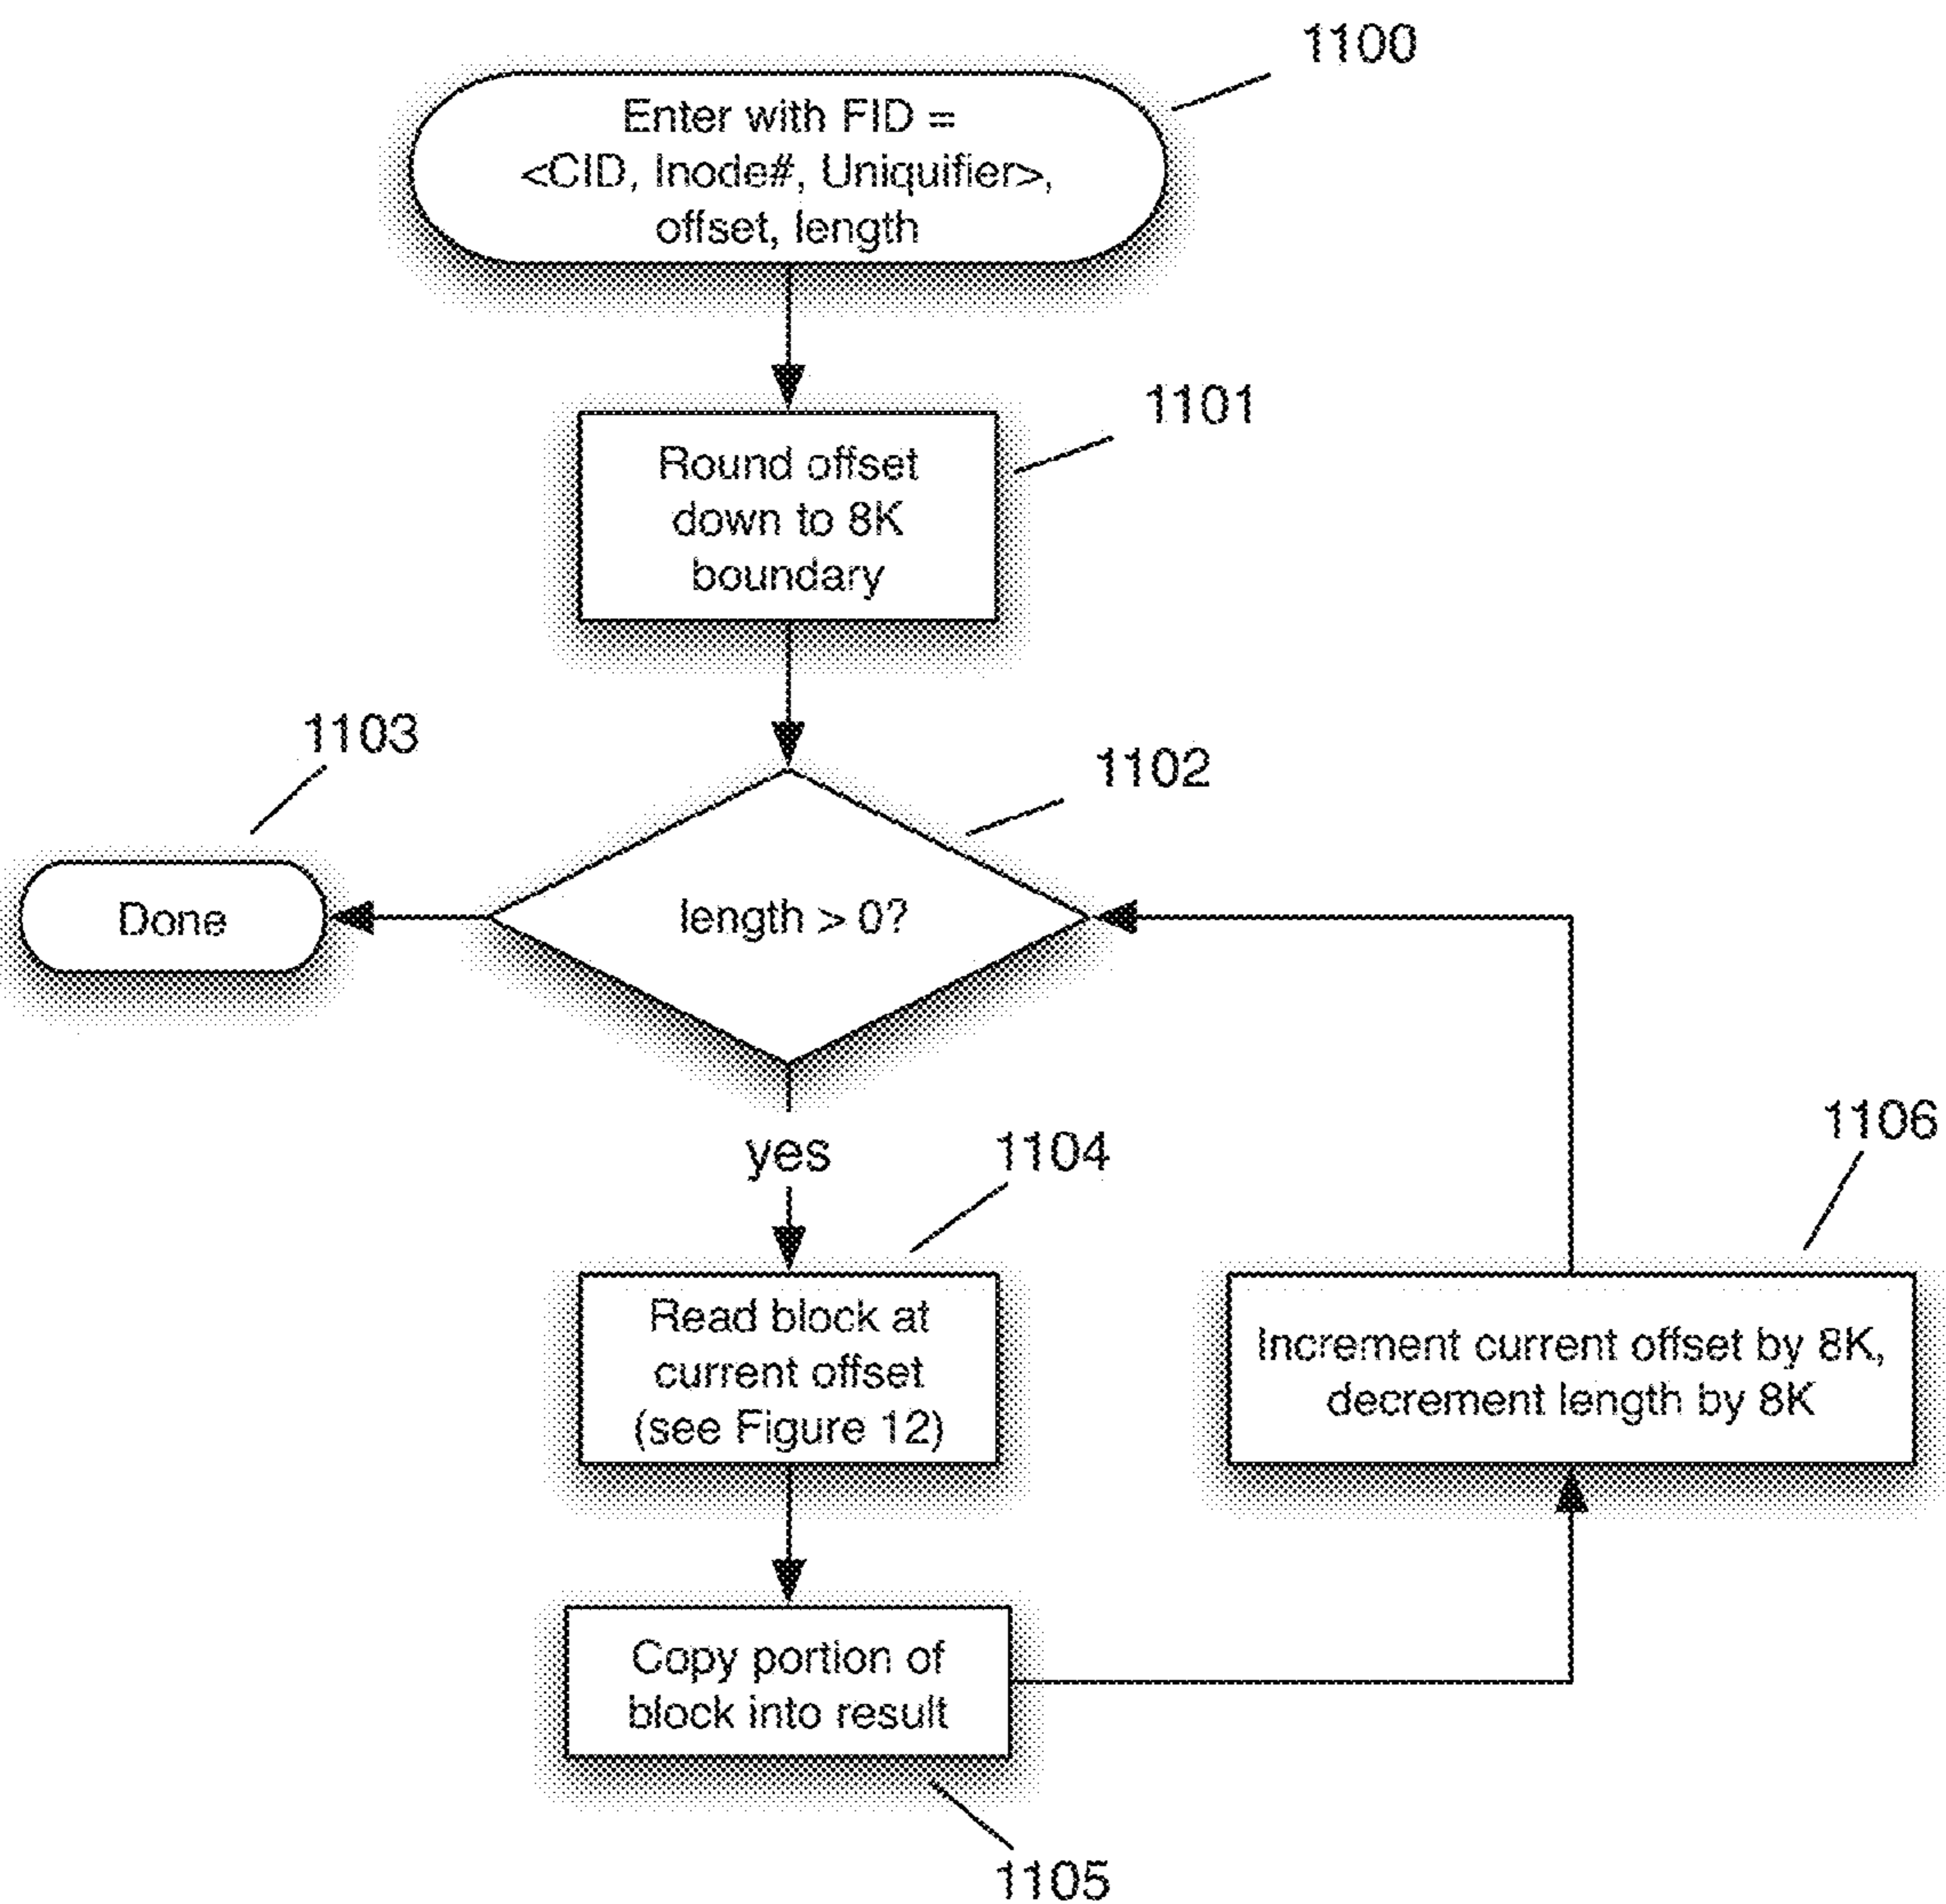 1100
Enter with FID =
<CID, Inode#, Uniquifier>,
offset, length
1101
Round offset
down to 8K
boundary
1103
1102
Done
length > 0?
yes
1104
1106
Read block at
current offset
(see Figure 12)
Increment current offset by 8K,
decrement length by 8K
Copy portion of
block into result
1105